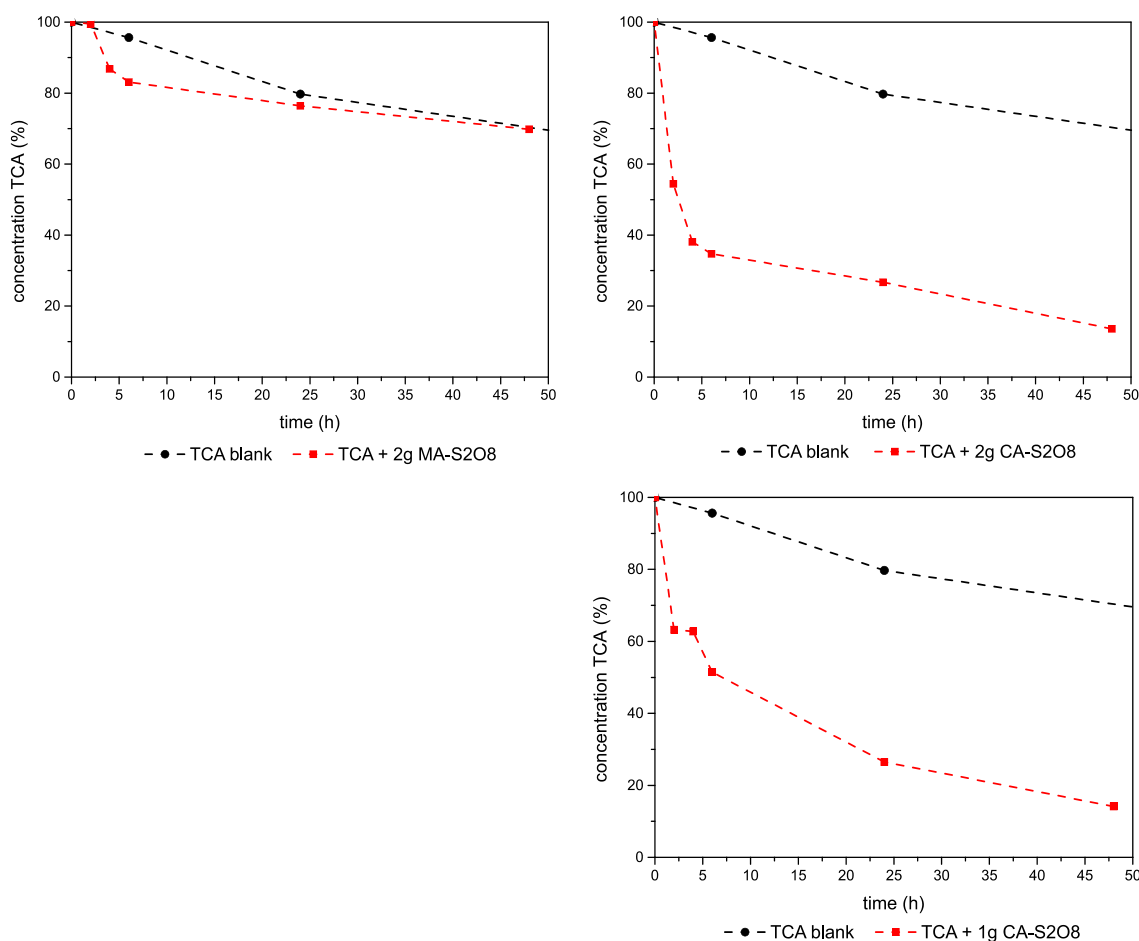 100
80
60
40
20
0
concentration TCA (%)
0 5 10 15 20 25 30 35 40 45 50
time (h)
TCA blank TCA + 2g MA-S2O8
100
80
60
40
20
0
concentration TCA (%)
0 5 10 15 20 25 30 35 40 45 50
time (h)
TCA blank TCA + 2g CA-S2O8
100
80
60
40
20
0
concentration TCA (%)
0 5 10 15 20 25 30 35 40 45 50
time (h)
TCA blank TCA + 1g CA-S2O8